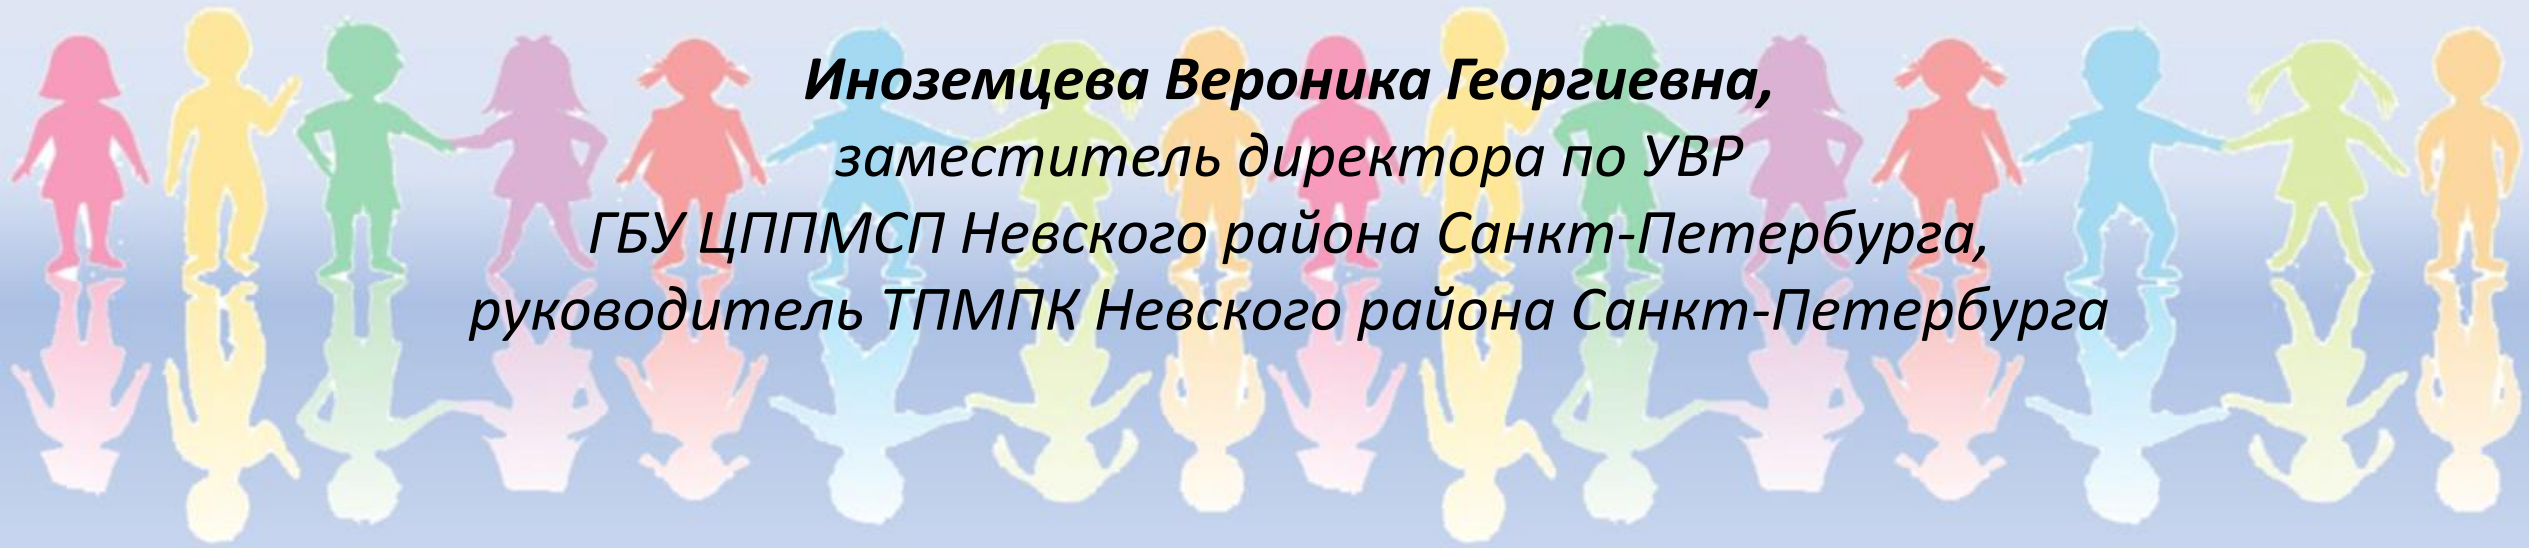 Иноземцева Вероника Георгиевна,
заместитель директора по УВР
ГБУ ЦППМСП Невского района Санкт-Петербурга,
руководитель ТПМПК Невского района Санкт-Петербурга